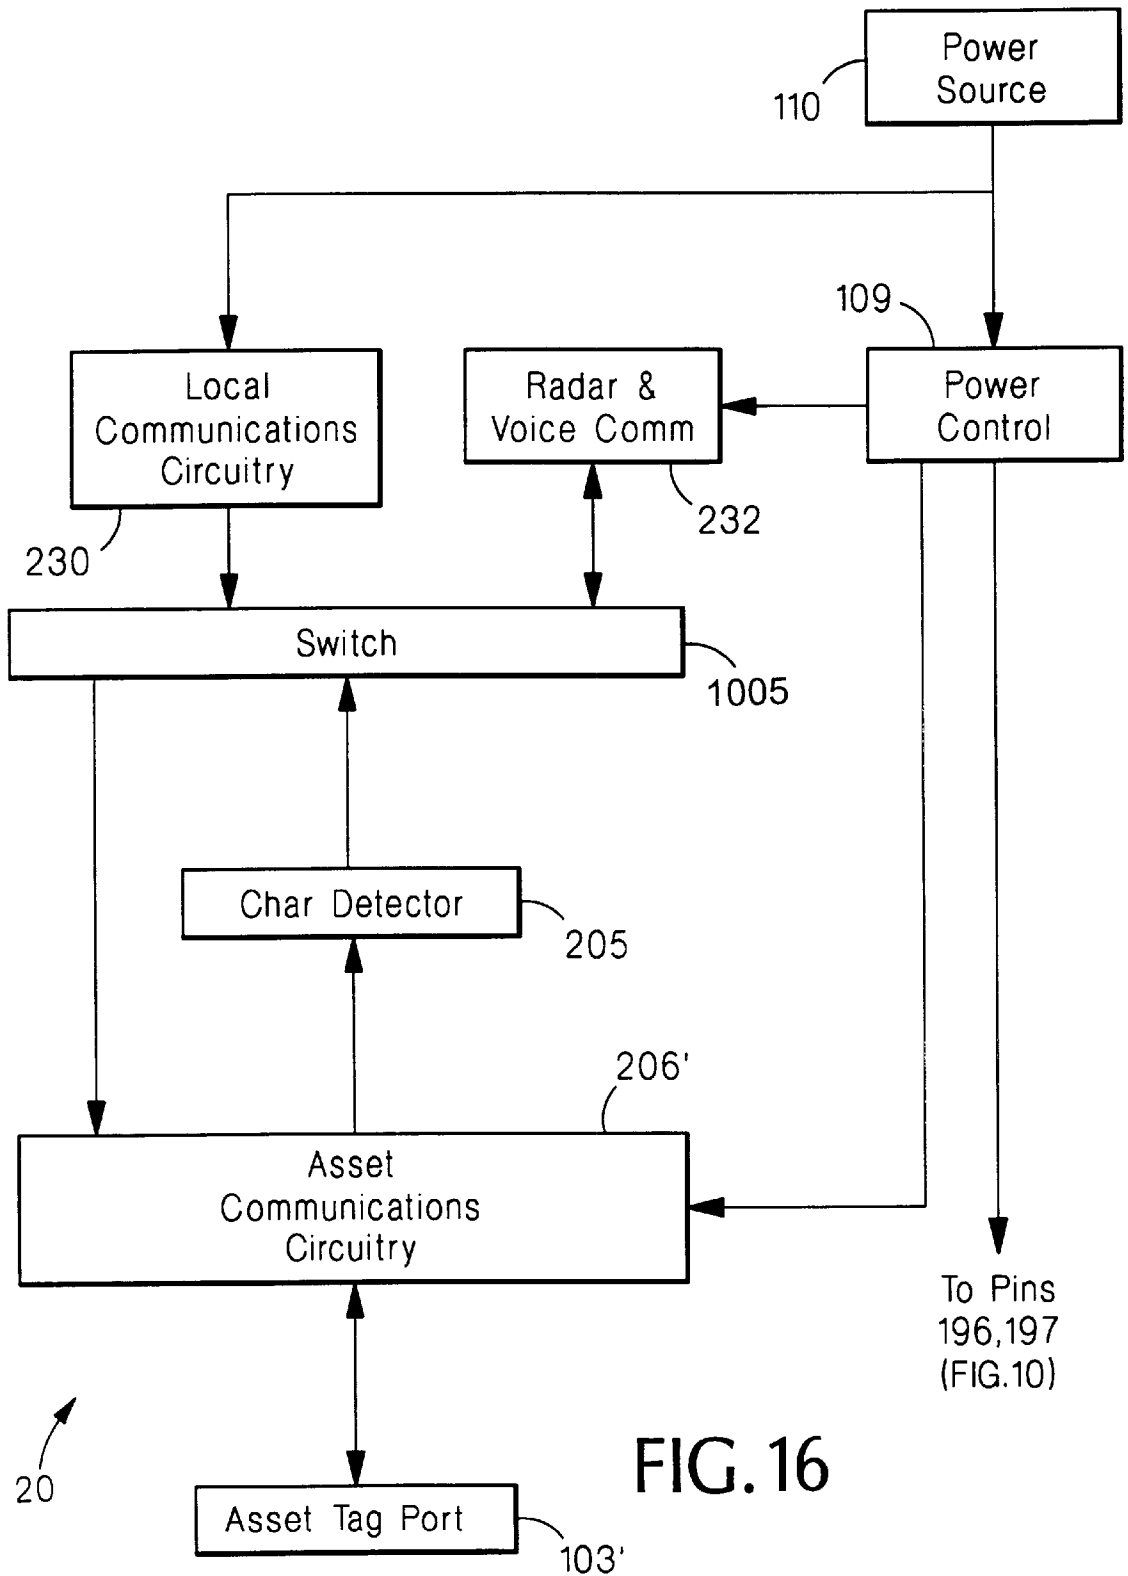 Power
Source
110
109
Local
Communications
Circuitry
Radar &
Voice Comm
Power
Control
230
232
Switch
1005
Char Detector
205
206'
Asset
Communications
Circuitry
To Pins
196,197
(FIG.10)
20
FIG. 16
Asset Tag Port
103'